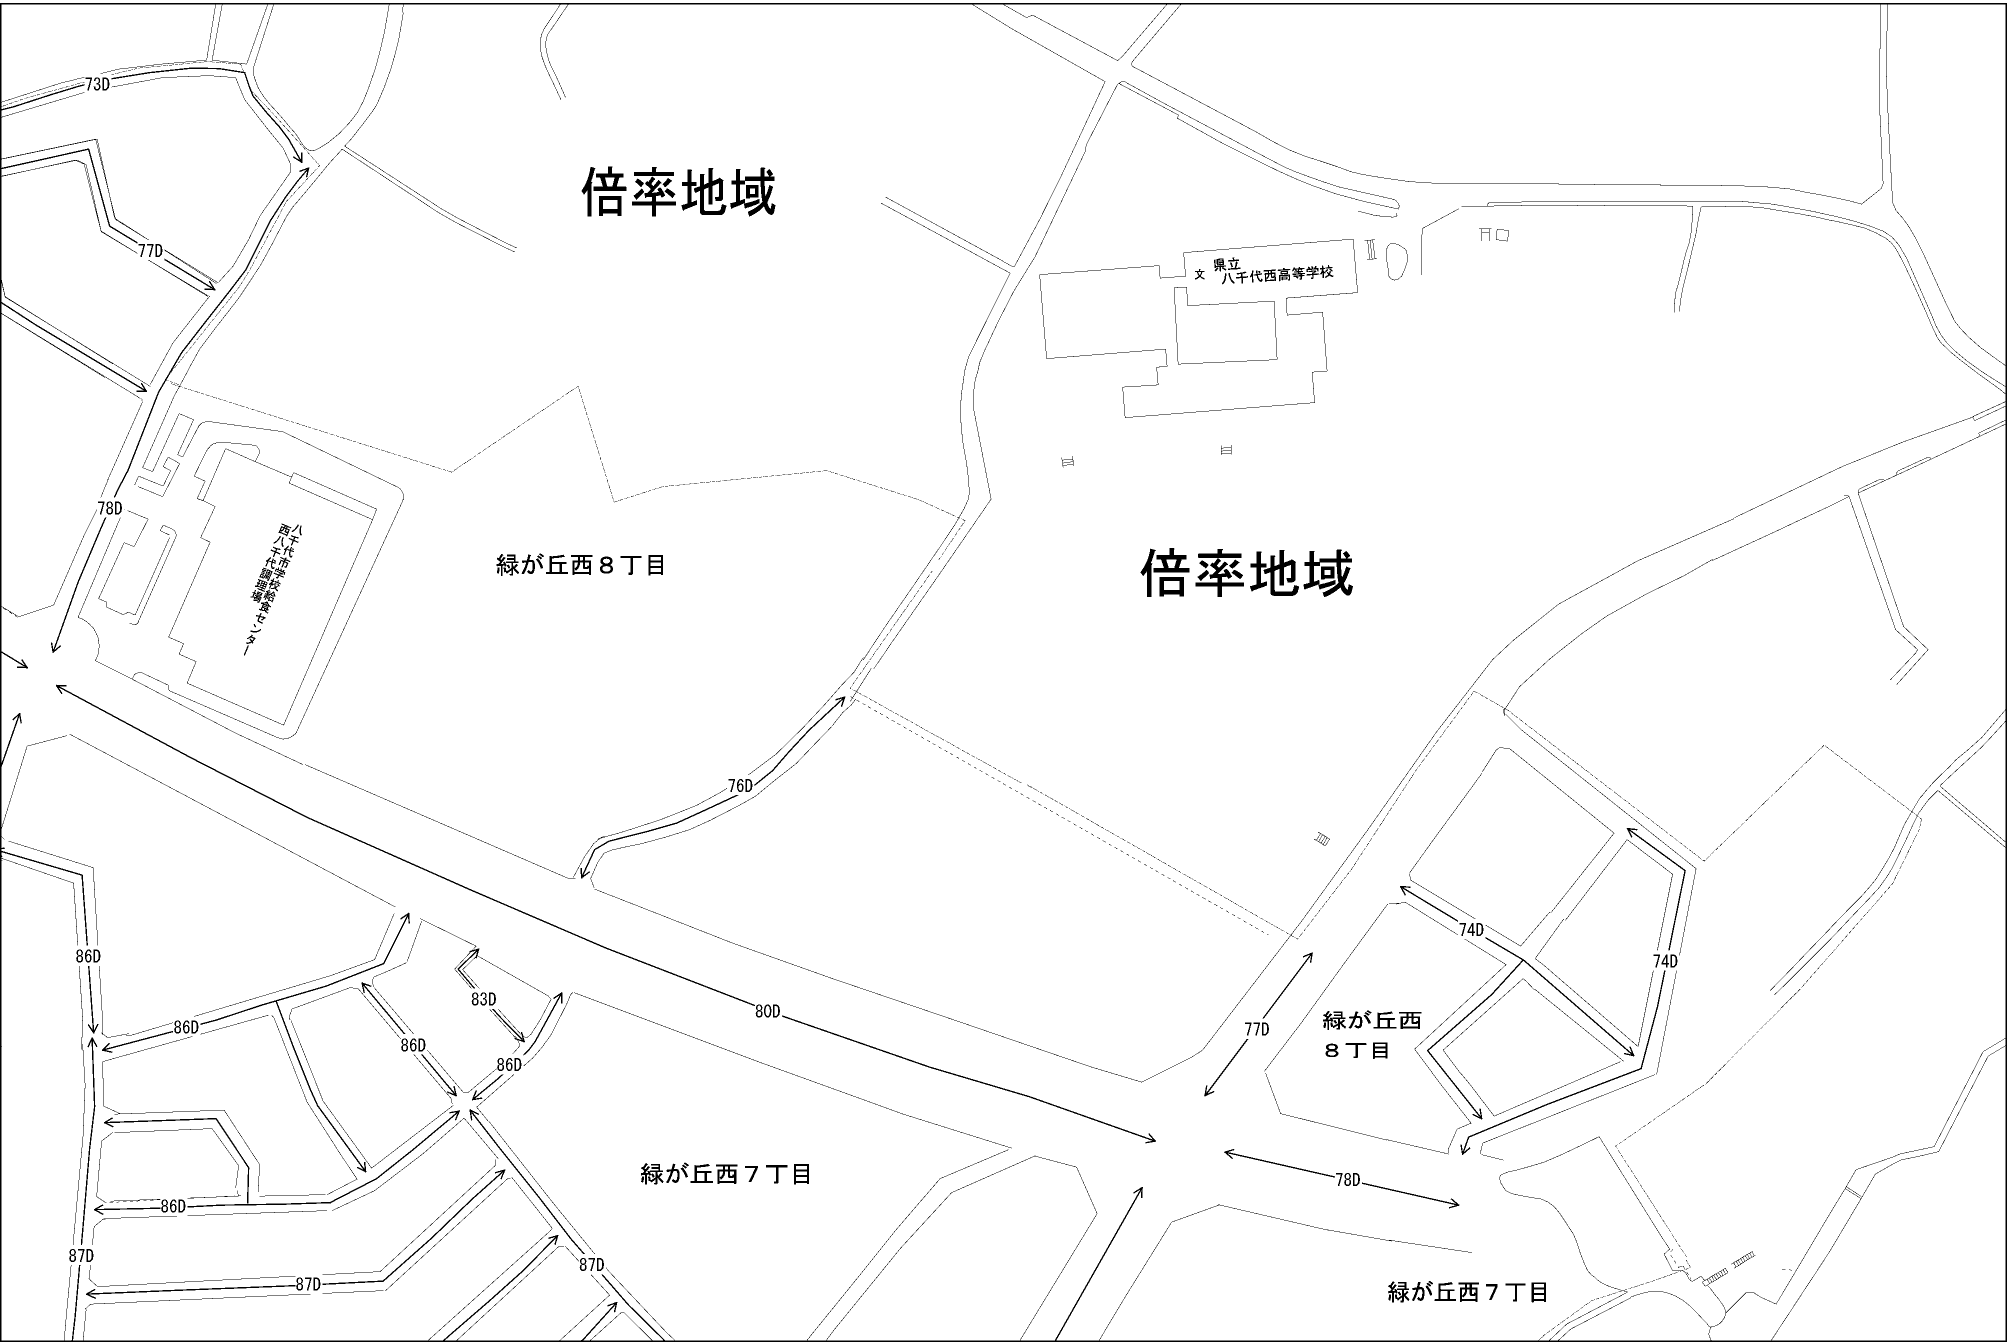 73D
倍率地域
77D
文 県立
八千代西高等学校
78D
八千代市学校給食センター
西八千代調理場
緑が丘西８丁目
倍率地域
76D
74D
86D
74D
83D
80D
緑が丘西
８丁目
86D
77D
86D
86D
緑が丘西７丁目
78D
86D
87D
87D
87D
緑が丘西７丁目